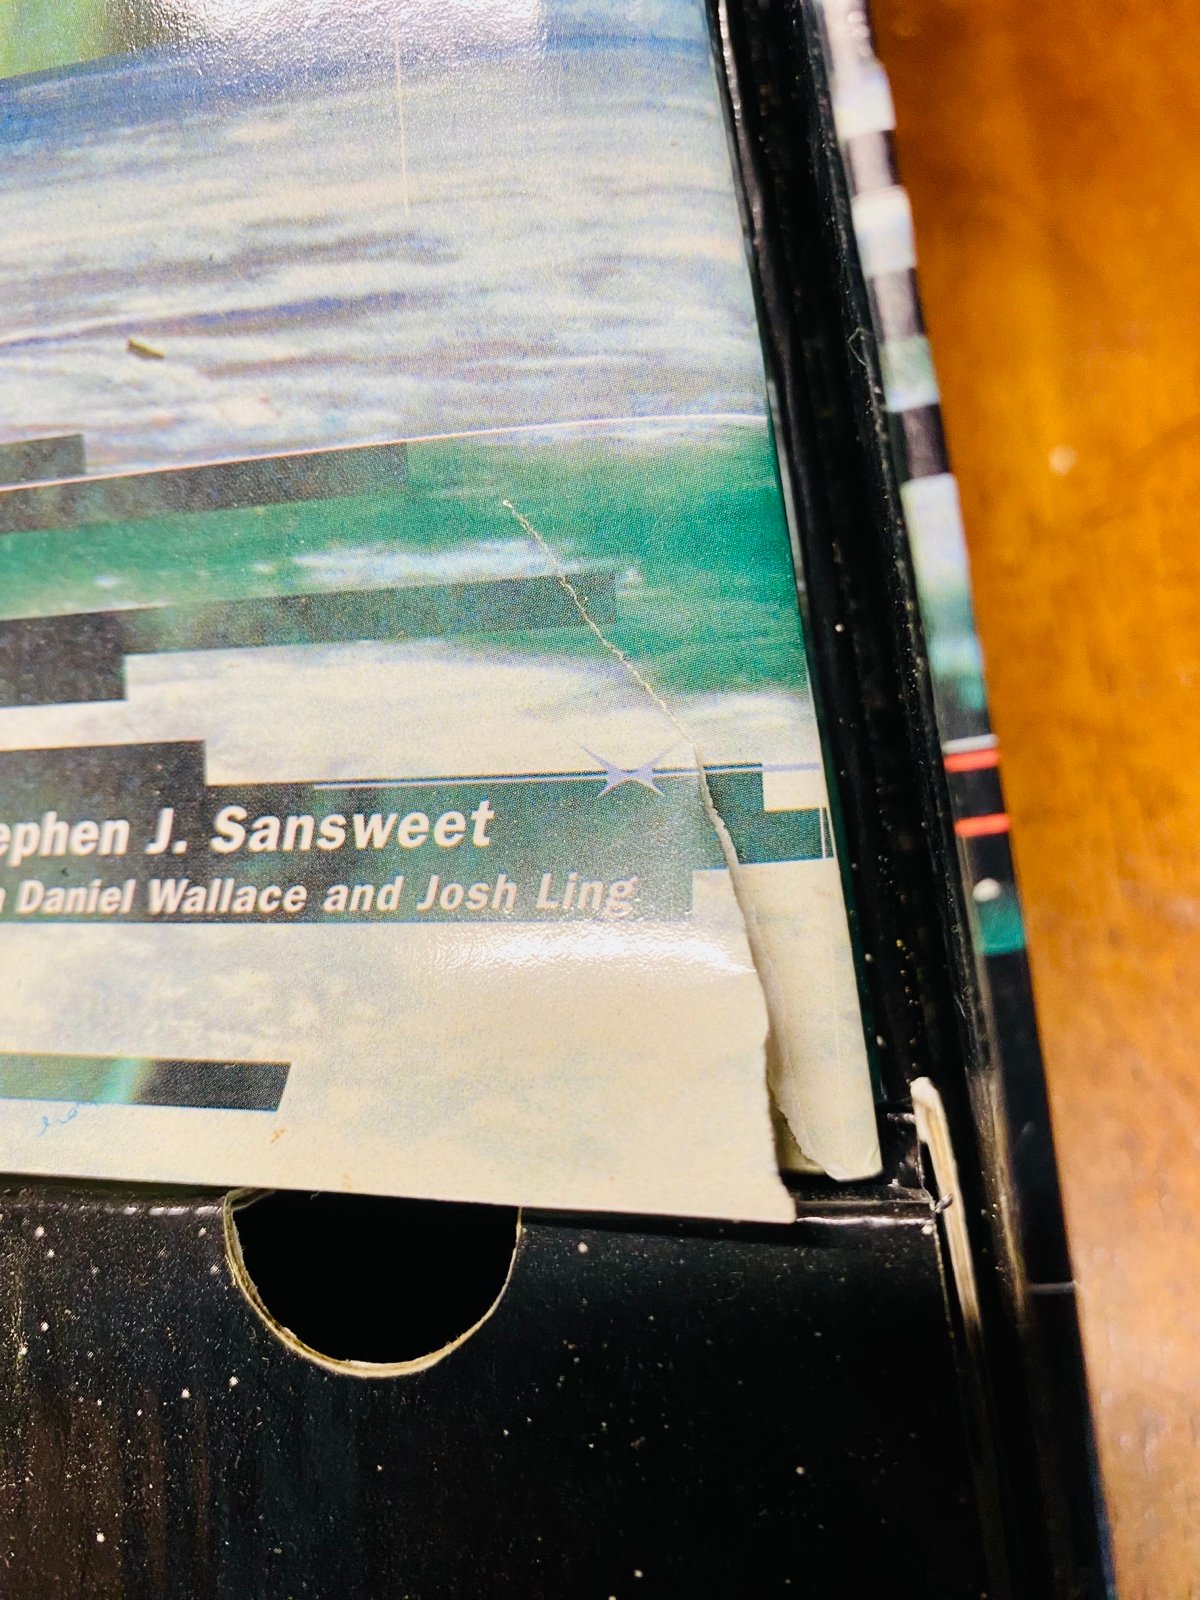 ephen J. Sansweet
Daniel Wallace and Josh Ling